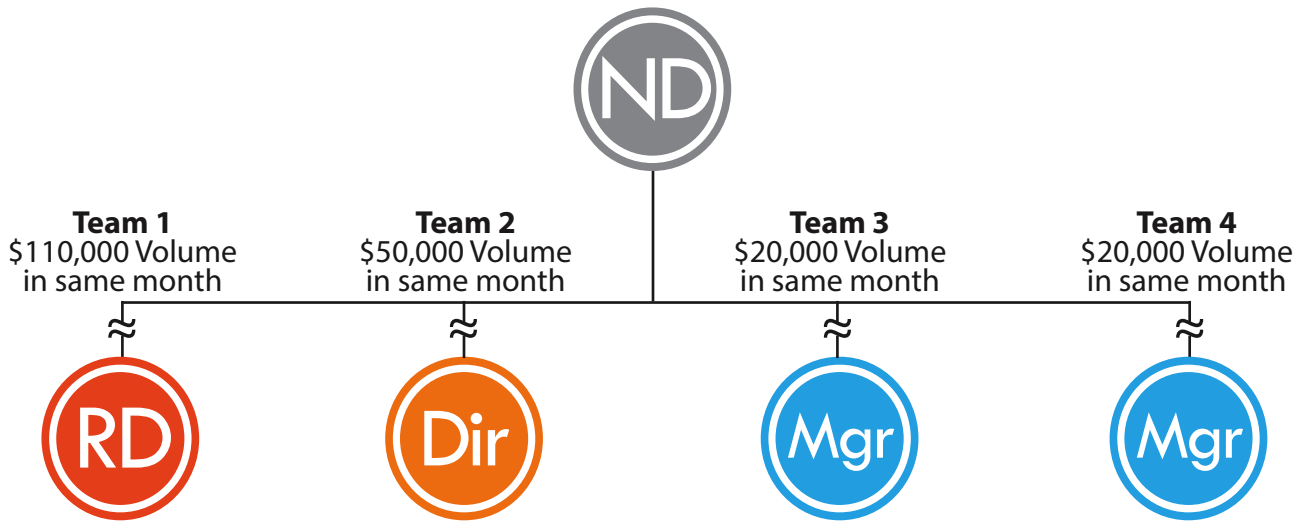 ND
Team 1
$110,000 Volume
in same month
Team 2
$50,000 Volume
in same month
Team 3
$20,000 Volume
in same month
Team 4
$20,000 Volume
in same month
RD
Dir
Mgr
Mgr